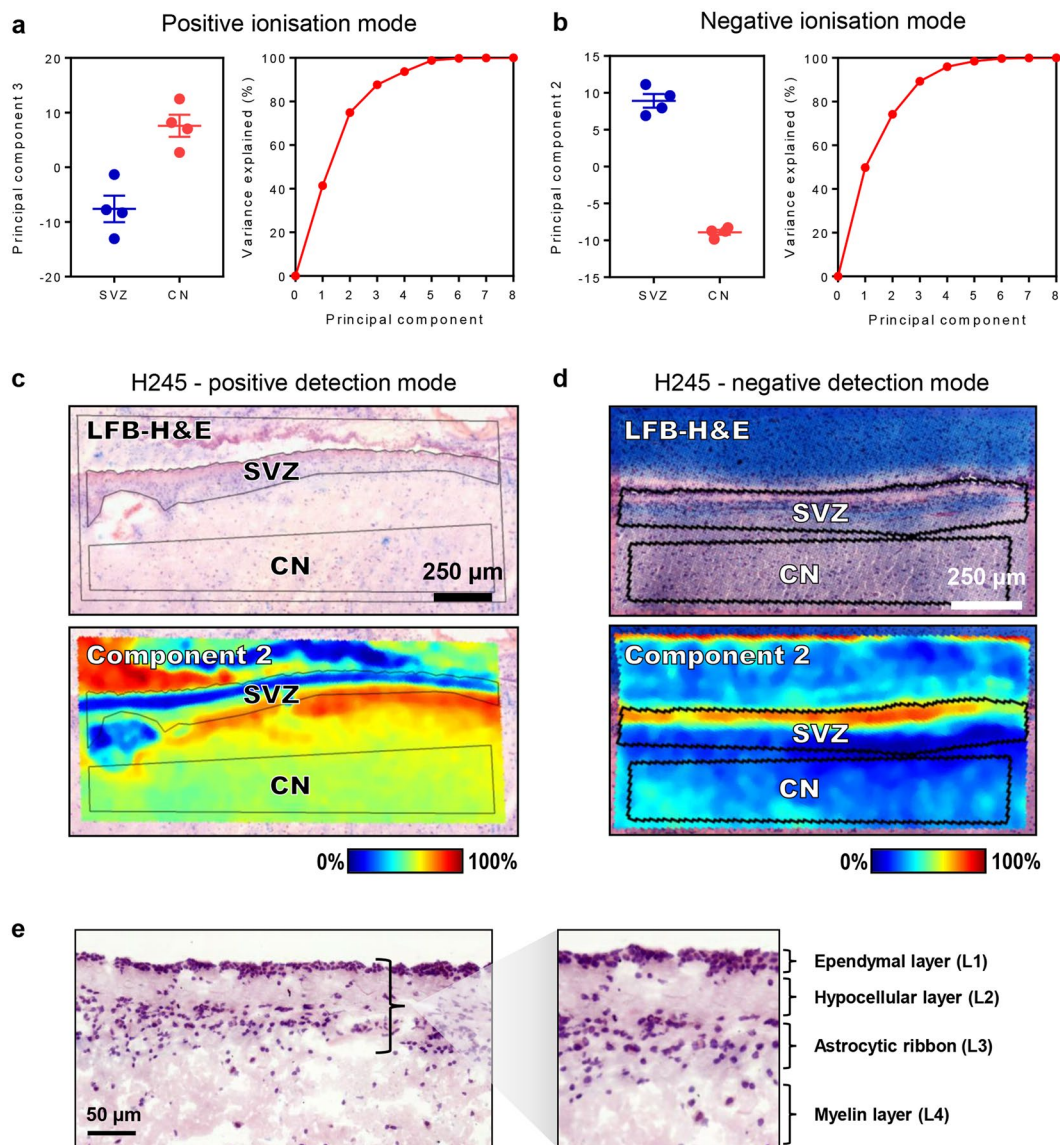 a
Positive ionisation mode
Principal component 3
20
10
0
-10
-20
SVZ
CN
Variance explained (%)
100
80
60
40
20
0
0 1 2 3 4 5 6 7 8
Principal component
b
Negative ionisation mode
Principal component 2
15
10
5
0
-5
-10
-15
SVZ
CN
Variance explained (%)
100
80
60
40
20
0
0 1 2 3 4 5 6 7 8
Principal component
c
H245 - positive detection mode
LFB-H&E
SVZ
CN
250 µm
Component 2
SVZ
CN
0%
100%
d
H245 - negative detection mode
LFB-H&E
SVZ
CN
250 µm
Component 2
SVZ
CN
0%
100%
e
50 µm
Ependymal layer (L1)
Hypocellular layer (L2)
Astrocytic ribbon (L3)
Myelin layer (L4)